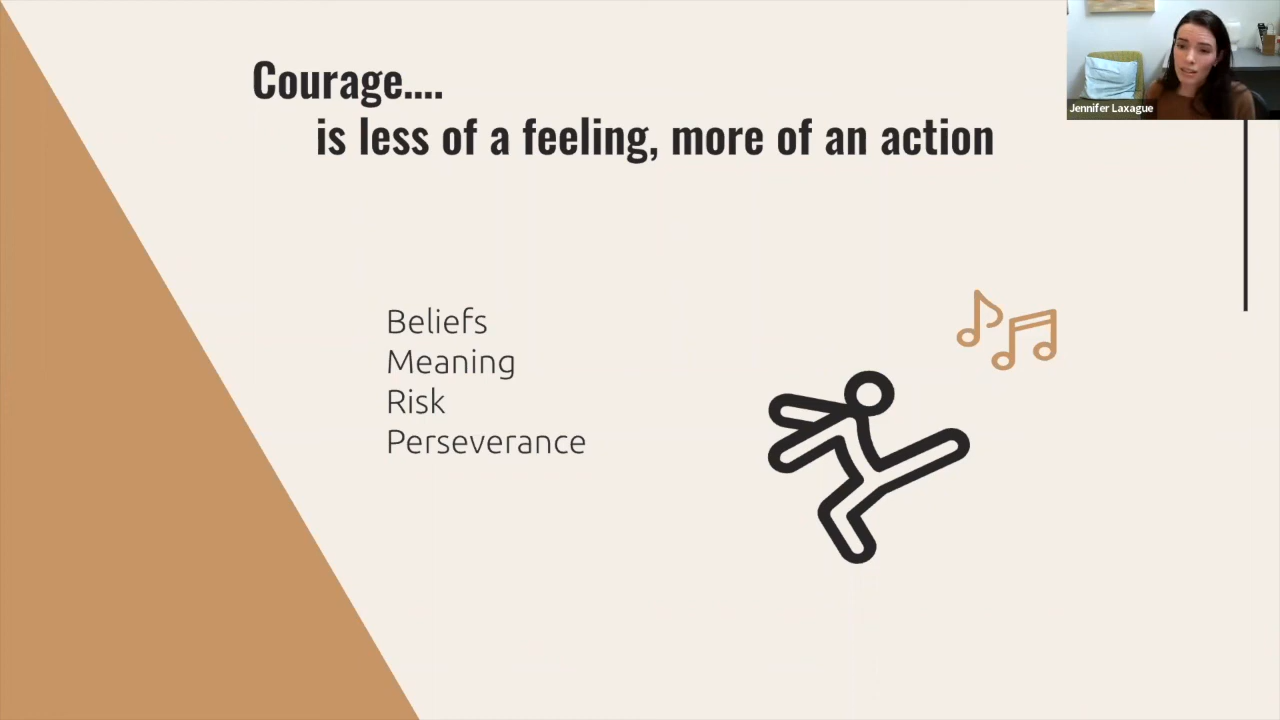 Courage....
is less of a feeling, more of an action
Jennifer Laxague
Beliefs
Meaning
Risk
Perseverance